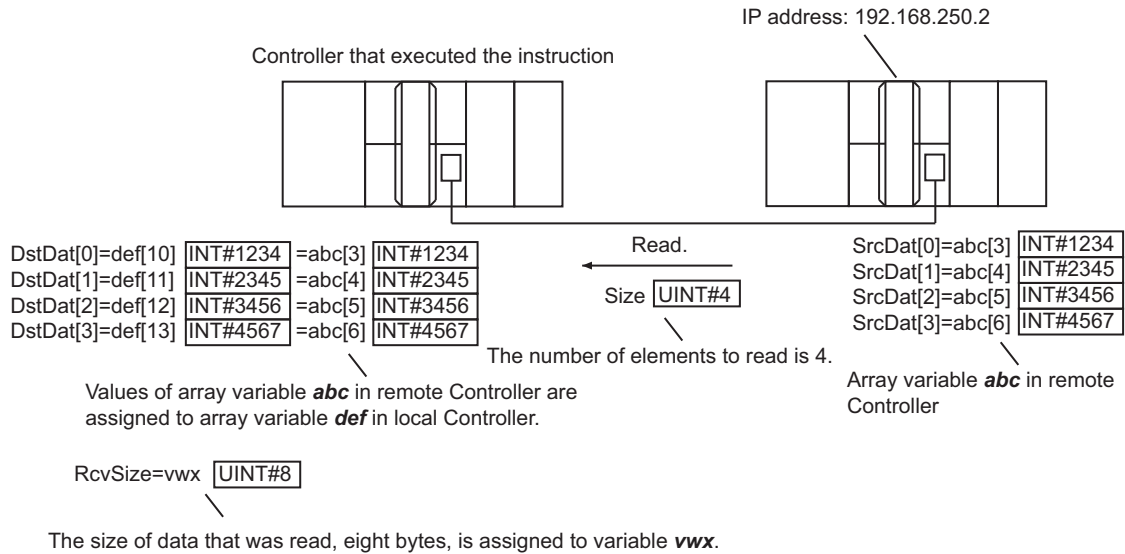 IP address: 192.168.250.2
Controller that executed the instruction
DstDat[0]=def[10] INT#1234 =abc[3] INT#1234
DstDat[1]=def[11] INT#2345 =abc[4] INT#2345
DstDat[2]=def[12] INT#3456 =abc[5] INT#3456
DstDat[3]=def[13] INT#4567 =abc[6] INT#4567
Read.
Size UINT#4
The number of elements to read is 4.
SrcDat[0]=abc[3] INT#1234
SrcDat[1]=abc[4] INT#2345
SrcDat[2]=abc[5] INT#3456
SrcDat[3]=abc[6] INT#4567
Values of array variable abc in remote Controller are
assigned to array variable def in local Controller.
Array variable abc in remote
Controller
RcvSize=vwx UINT#8
The size of data that was read, eight bytes, is assigned to variable vwx.